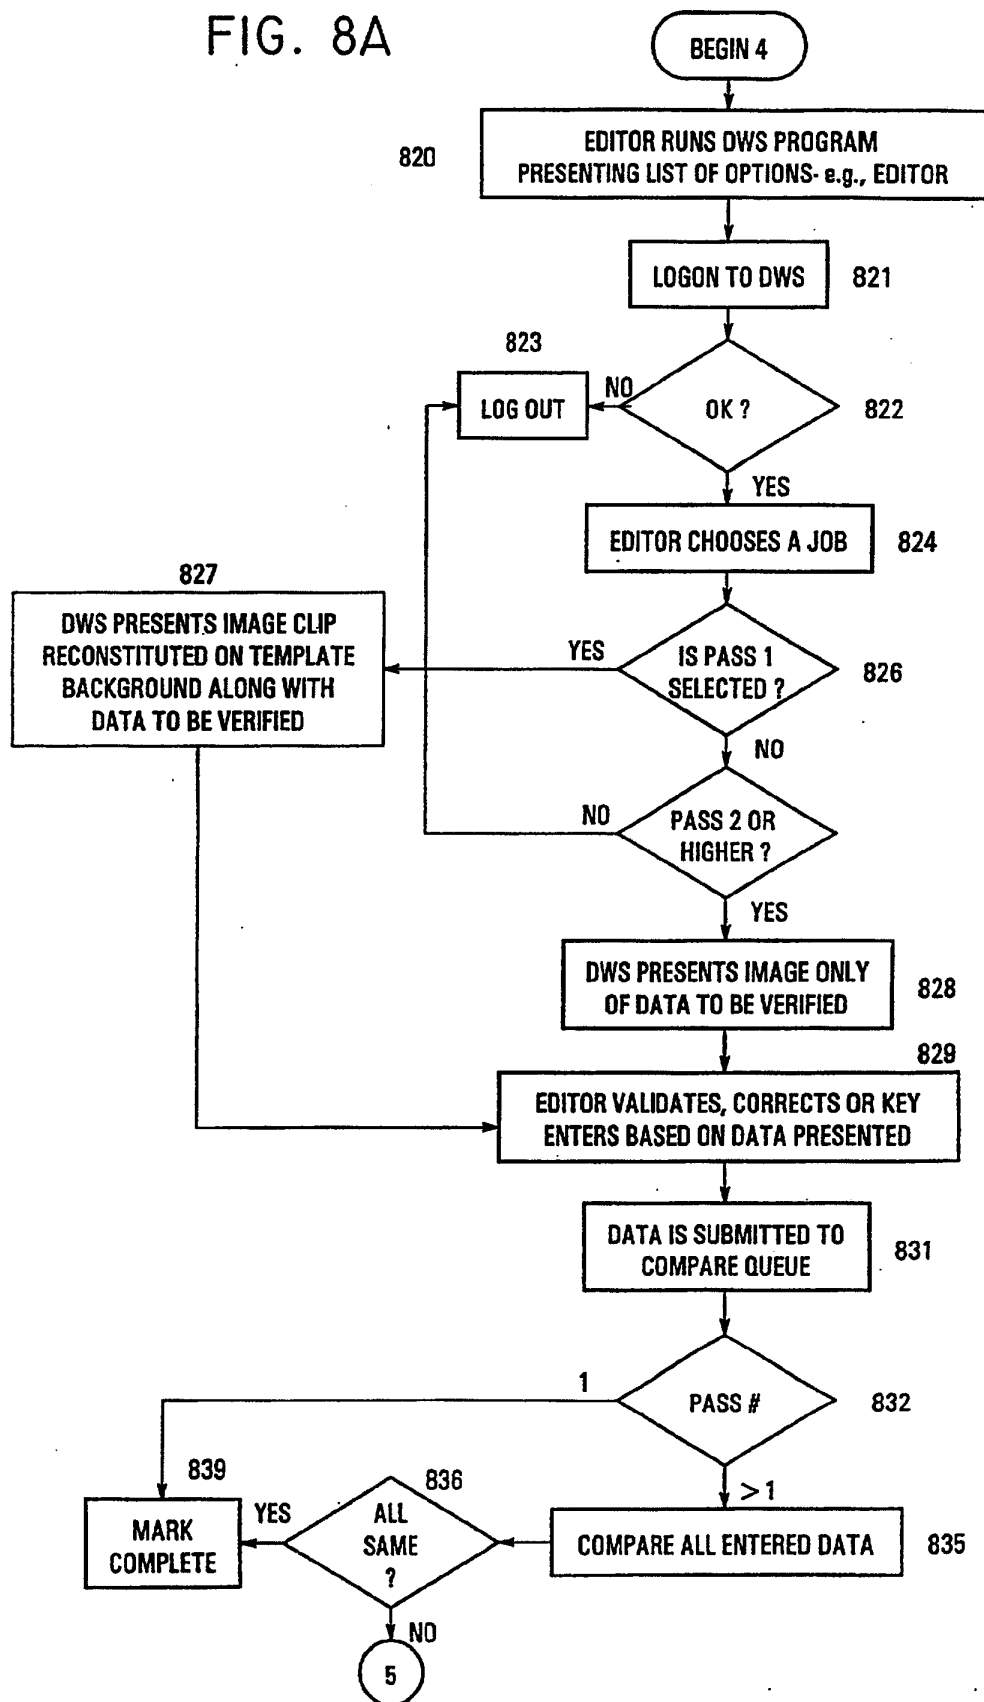 FIG. 8A
BEGIN 4
820
EDITOR RUNS DWS PROGRAM
PRESENTING LIST OF OPTIONS- e.g., EDITOR
LOGON TO DWS
821
823
LOG OUT
NO
OK ?
822
YES
EDITOR CHOOSES A JOB
824
827
DWS PRESENTS IMAGE CLIP
RECONSTITUTED ON TEMPLATE
BACKGROUND ALONG WITH
DATA TO BE VERIFIED
YES
IS PASS 1
SELECTED ?
826
NO
NO
PASS 2 OR
HIGHER ?
YES
DWS PRESENTS IMAGE ONLY
OF DATA TO BE VERIFIED
828
829
EDITOR VALIDATES, CORRECTS OR KEY
ENTERS BASED ON DATA PRESENTED
DATA IS SUBMITTED TO
COMPARE QUEUE
831
1
PASS #
832
>1
839
MARK
COMPLETE
YES
836
ALL
SAME
?
COMPARE ALL ENTERED DATA
835
NO
5